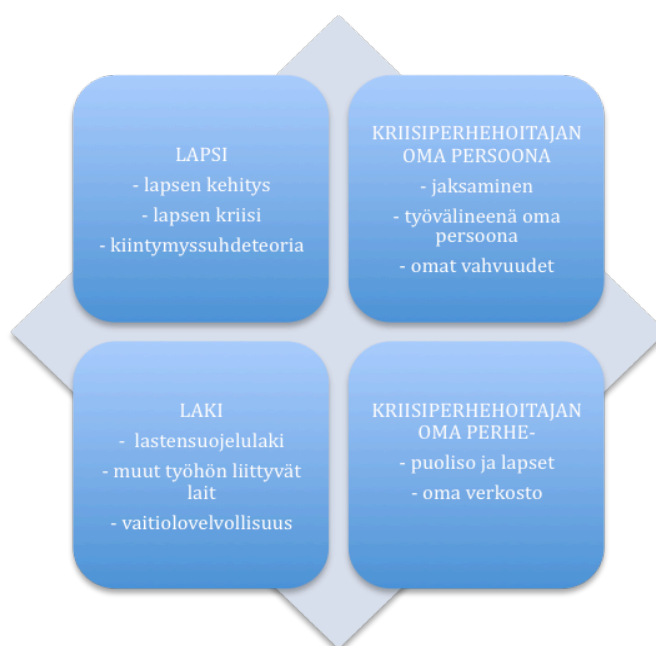 LAPSI
- lapsen kehitys
- lapsen kriisi
- kiintymyssuhdeteoria
KRIISIPERHEHOITAJAN
OMA PERSOONA
- jaksaminen
- työvälineenä oma
persoona
- omat vahvuudet
LAKI
- lastensuojelulaki
- muut työhön liittyvät
lait
- vaitiolovelvollisuus
KRIISIPERHEHOITAJAN
OMA PERHE-
- puoliso ja lapset
- oma verkosto